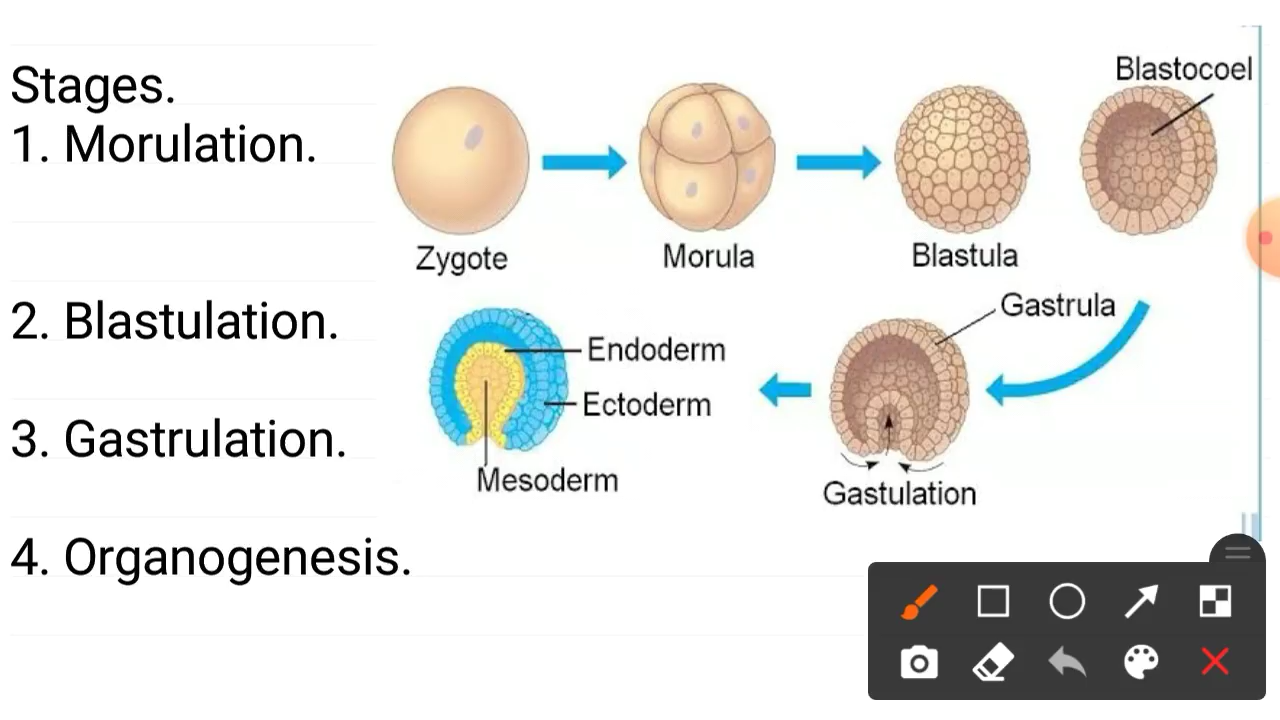 Stages.
1. Morulation.
2. Blastulation.
3. Gastrulation.
4. Organogenesis.
Zygote
Morula
Blastula
Blastocoel
Gastrula
Gastulation
Endoderm
Ectoderm
Mesoderm